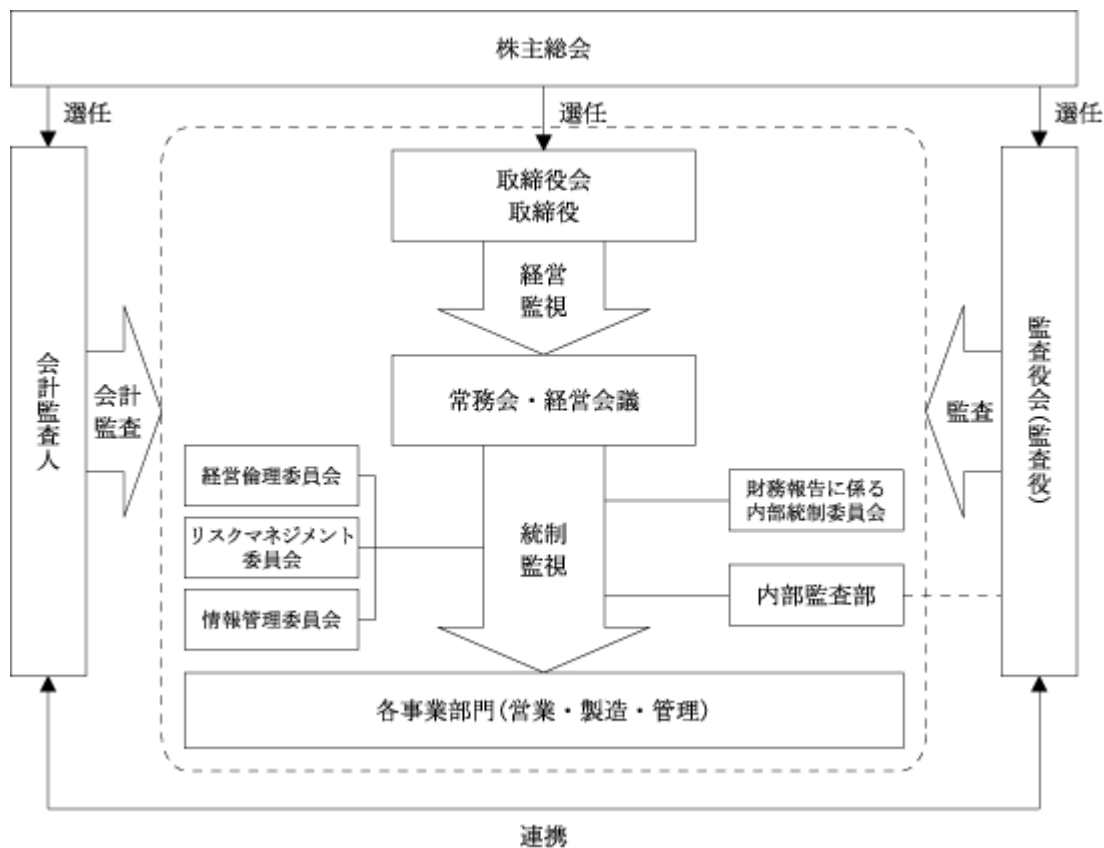 株主総会
選任
選任
選任
取締役会
取締役
経営
監視
会計監査人
会計
監査
常務会・経営会議
監査
監査役会(監査役)
経営倫理委員会
リスクマネジメント
委員会
情報管理委員会
統制
監視
財務報告に係る
内部統制委員会
内部監査部
各事業部門(営業・製造・管理)
連携